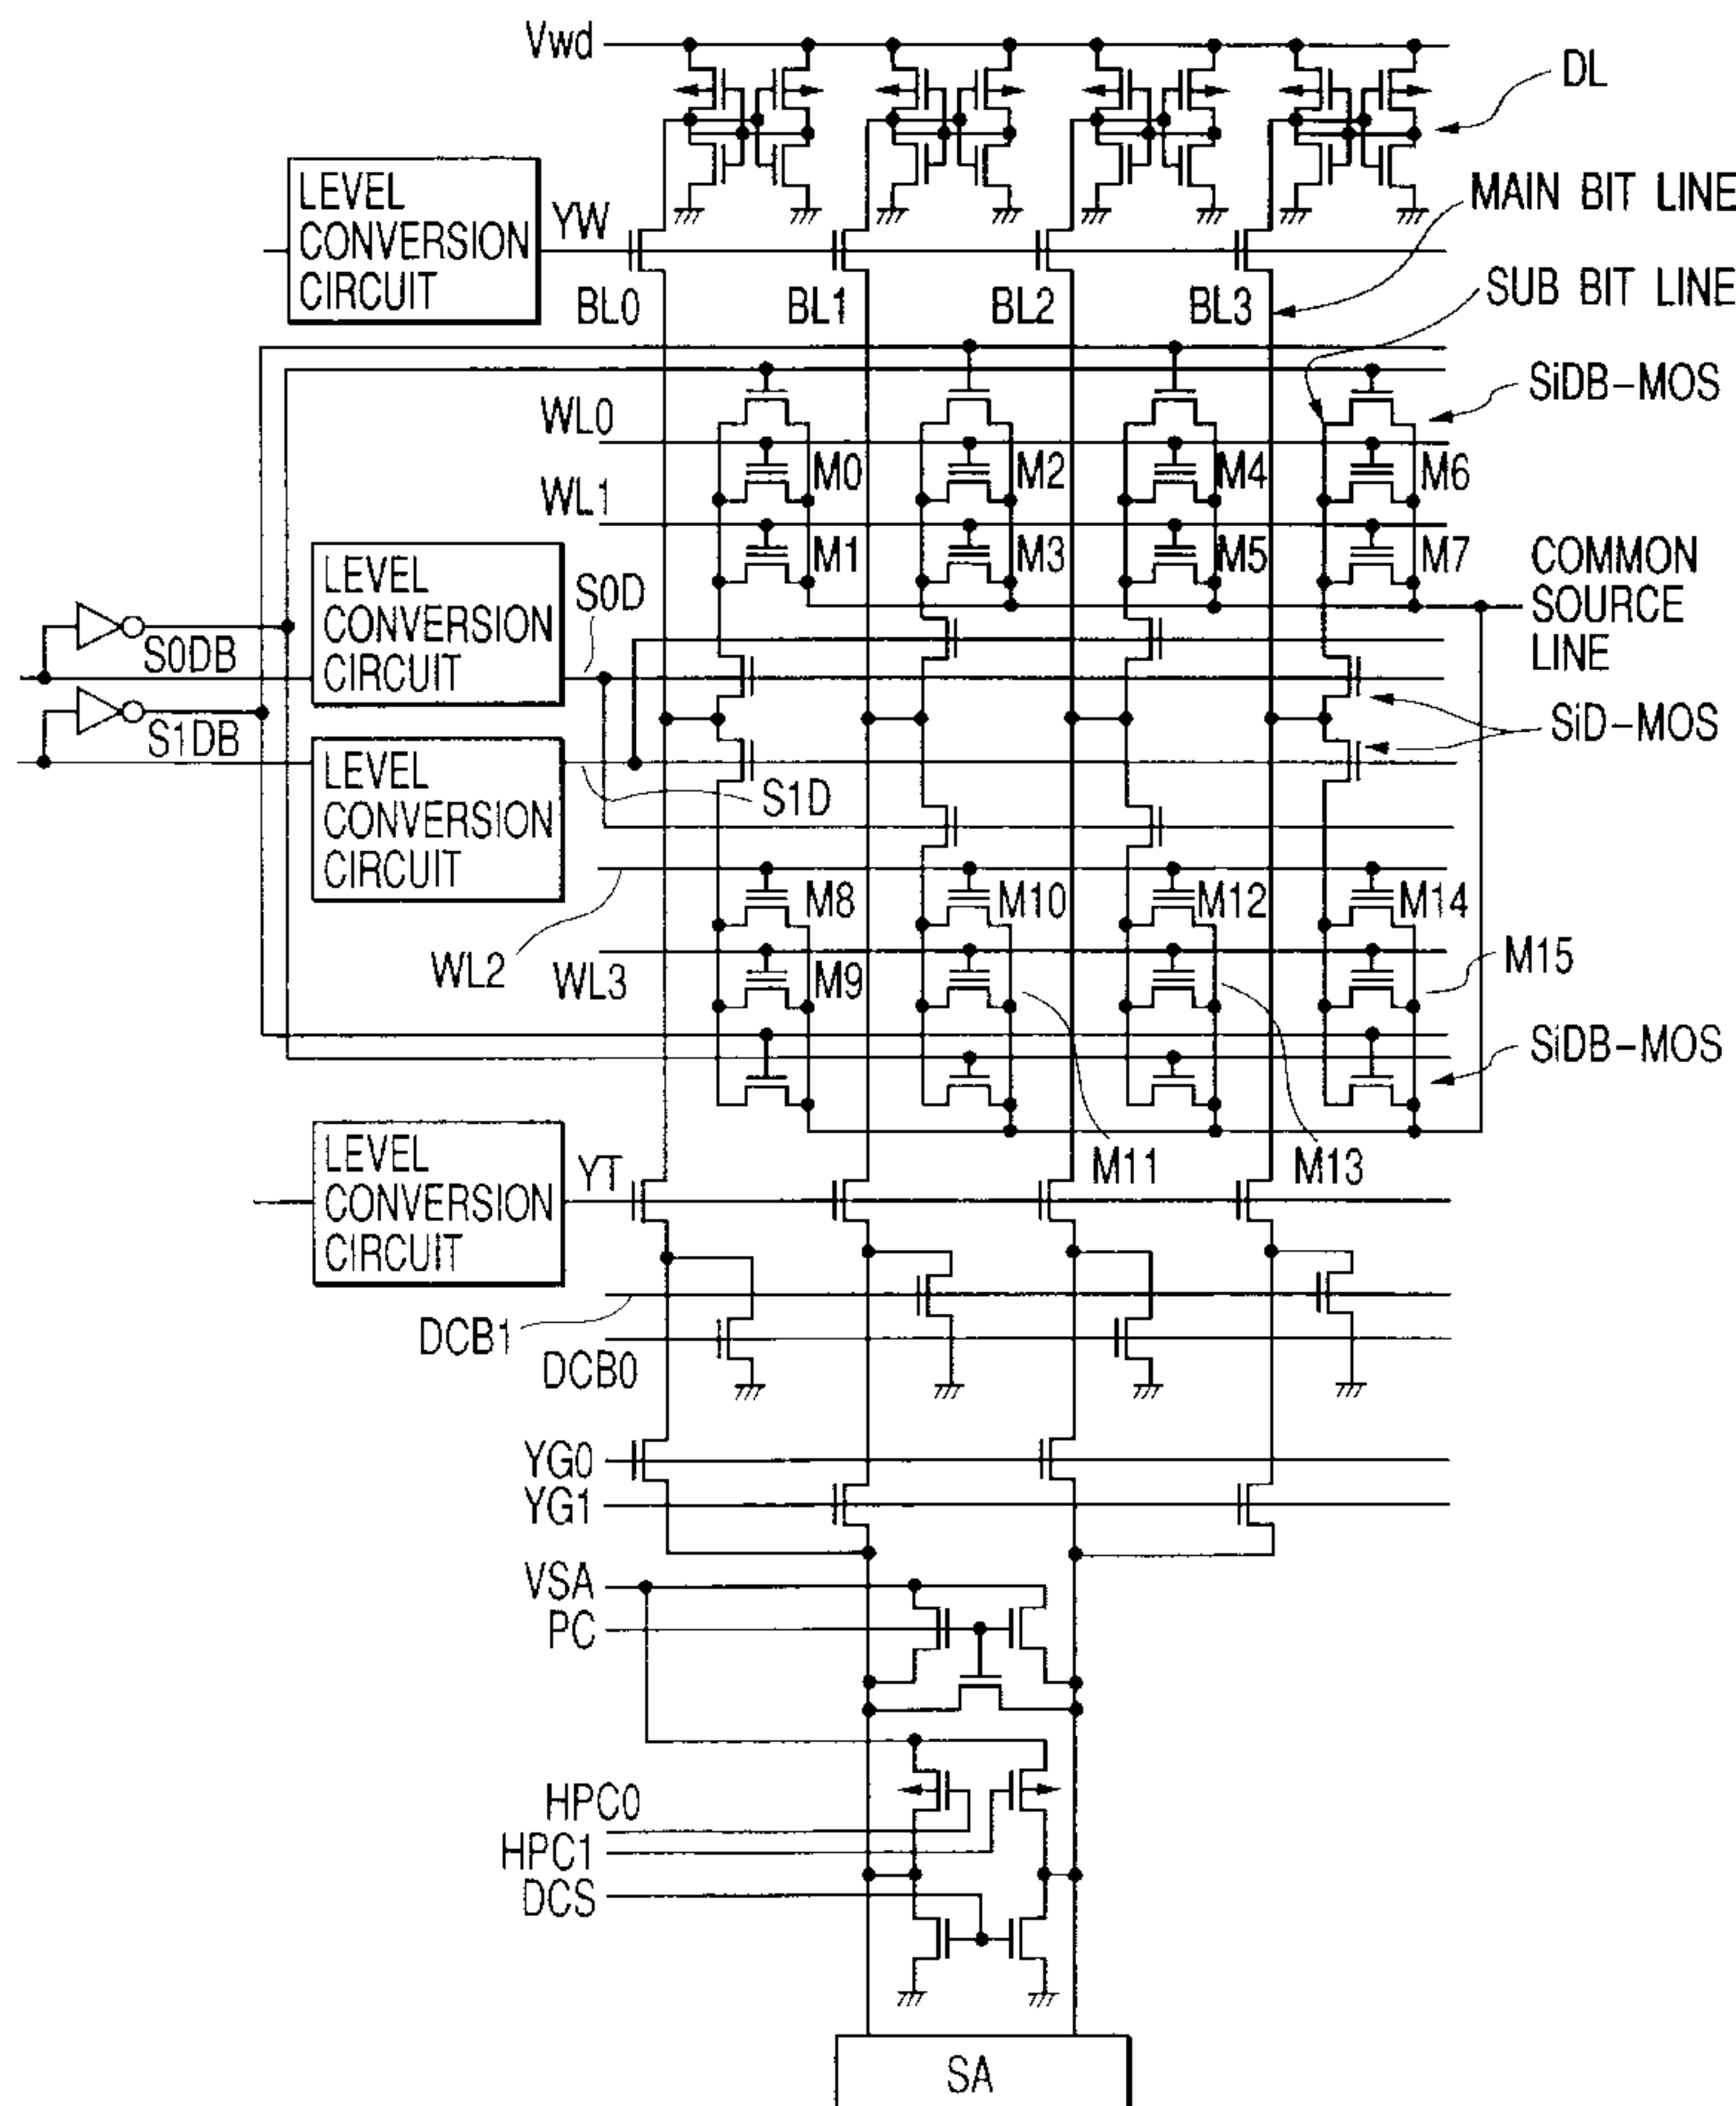 Vwd
DL
LEVEL
CONVERSION
CIRCUIT
YW
MAIN BIT LINE
BL0
BL1
BL2
BL3
SUB BIT LINE
SiDB-MOS
WL0
M0
M2
M4
M6
WL1
M1
M3
M5
M7
COMMON
SOURCE
LINE
LEVEL
CONVERSION
CIRCUIT
S0D
S0DB
S1DB
SiD-MOS
LEVEL
CONVERSION
CIRCUIT
S1D
M8
M10
M12
M14
WL2
WL3
M9
M15
SiDB-MOS
LEVEL
CONVERSION
CIRCUIT
YT
M11
M13
DCB1
DCB0
YG0
YG1
VSA
PC
HPC0
HPC1
DCS
SA